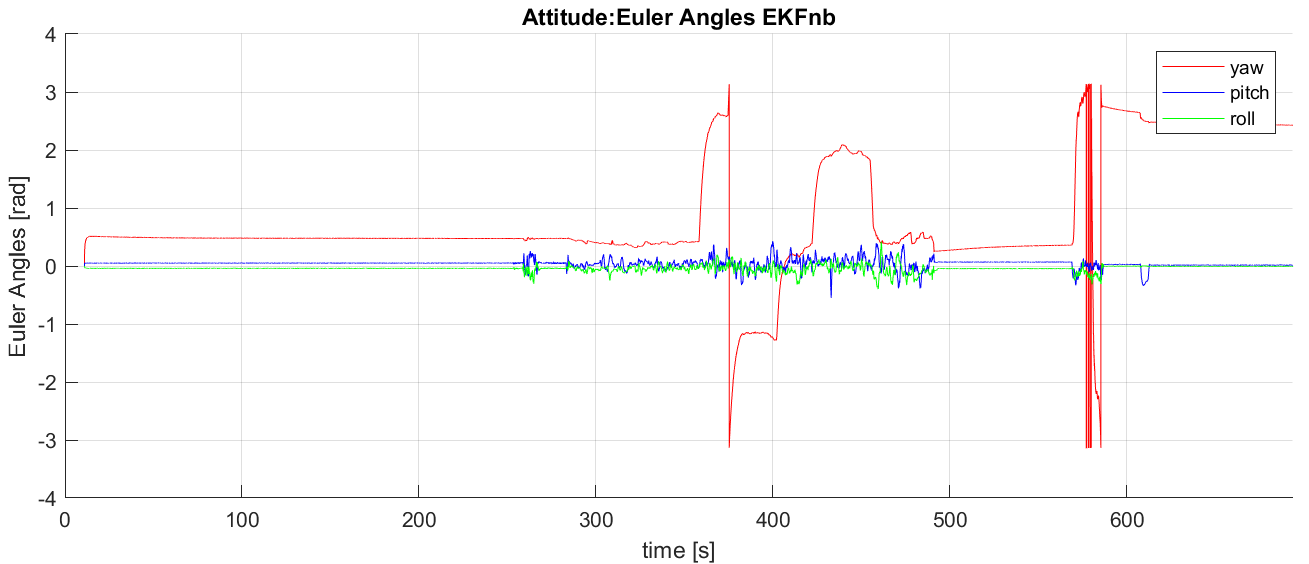 Attitude:Euler Angles EKFnb
yaw
pitch
roll
Euler Angles [rad]
4
3
2
1
0
-1
-2
-3
-4
0
100
200
300
400
500
600
time [s]